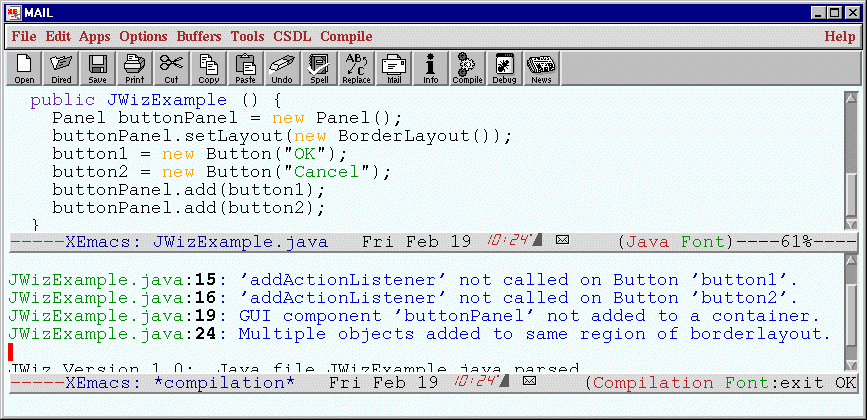 MAIL
File Edit Apps Options Buffers Tools CSDL Compile Help
Open Dired Save Print Cut Copy Paste Undo Spell Replace Mail Info Compile Debug News
public JWizExample () {
Panel buttonPanel = new Panel();
buttonPanel.setLayout(new BorderLayout());
button1 = new Button("OK");
button2 = new Button("Cancel");
buttonPanel.add(button1);
buttonPanel.add(button2);
}
-----XEmacs: JWizExample.java Fri Feb 19 10:24 (Java Font)----61%----
JWizExample.java:15: 'addActionListener' not called on Button 'button1'.
JWizExample.java:16: 'addActionListener' not called on Button 'button2'.
JWizExample.java:19: GUI component 'buttonPanel' not added to a container.
JWizExample.java:24: Multiple objects added to same region of borderlayout.
JWiz Version 1.0: Java file JWizExample.java parsed
-----XEmacs: *compilation* Fri Feb 19 10:24 (Compilation Font:exit OK